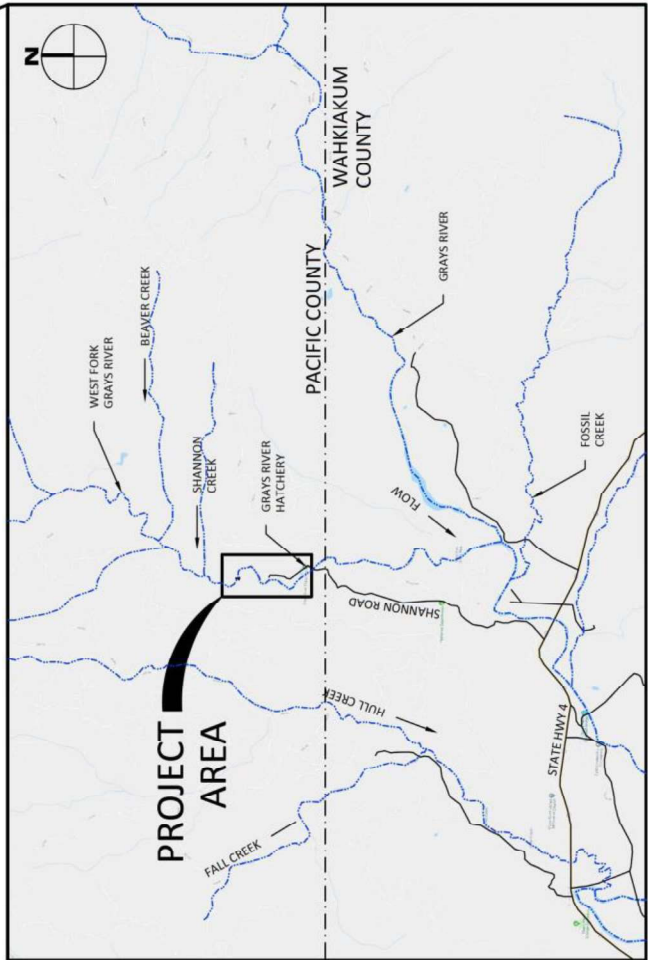 N
WAHKIAKUM
COUNTY
PACIFIC COUNTY
WEST FORK
GRAYS RIVER
BEAVER CREEK
SHANNON
CREEK
GRAYS RIVER
HATCHERY
GRAYS RIVER
FLOW
FOSSIL
CREEK
SHANNON ROAD
PROJECT
AREA
HULL CREEK
FALL CREEK
STATE HWY 4